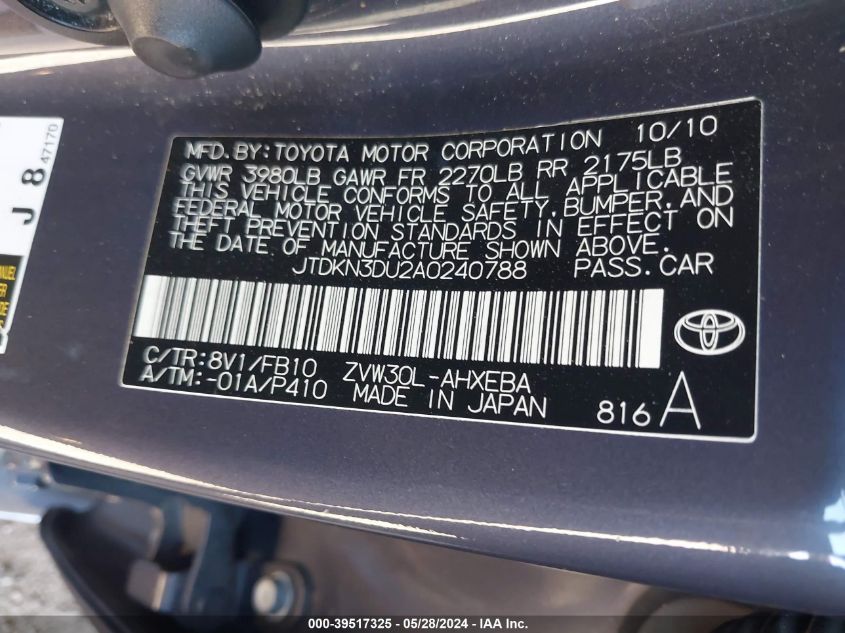 MFD. BY: TOYOTA MOTOR CORPORATION 10/10
GVWR 3980LB GAWR FR 2270LB RR 2175LB
THIS VEHICLE CONFORMS TO ALL APPLICABLE
FEDERAL MOTOR VEHICLE SAFETY, BUMPER, AND
THEFT PREVENTION STANDARDS IN EFFECT ON
THE DATE OF MANUFACTURE SHOWN ABOVE.
JTDKN3DU2A0240788 PASS.CAR
C/TR:8V1/FB10 ZVW30L-AHXEBA
A/TM:-01A/P410 MADE IN JAPAN
816 A
J 8
47170
000-39517325 - 05/28/2024 - IAA Inc.